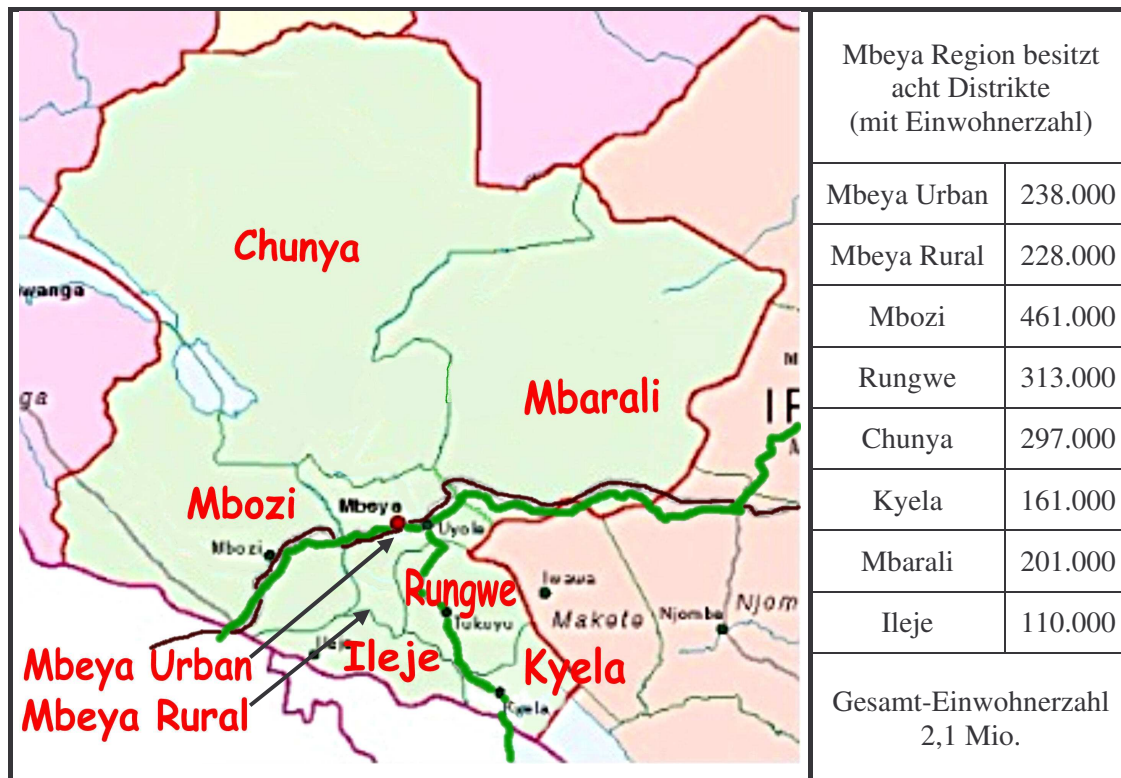 Chunya
wanga
ga
Mbarali
Mbozi
Mbeya
Uyole
Mbozi
Rungwe
Iwawa
Makete
Njombe
Njom
Tukuyu
Ileje
Ileje
Kyela
Kyela
Mbeya Urban
Mbeya Rural
Mbeya Region besitzt
acht Distrikte
(mit Einwohnerzahl)
Mbeya Urban 238.000
Mbeya Rural 228.000
Mbozi 461.000
Rungwe 313.000
Chunya 297.000
Kyela 161.000
Mbarali 201.000
Ileje 110.000
Gesamt-Einwohnerzahl
2,1 Mio.